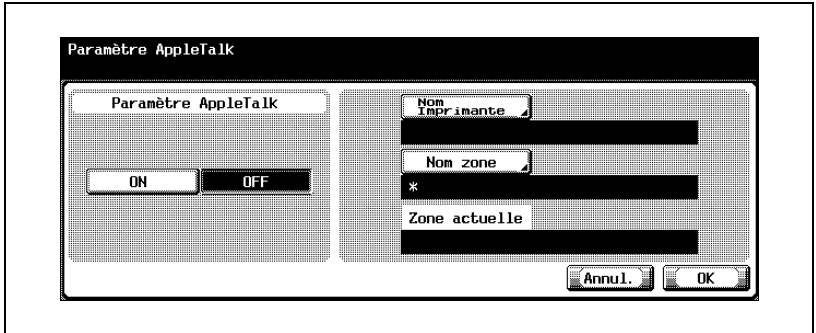 Paramètre AppleTalk
Paramètre AppleTalk
ON OFF
Nom
Imprimante
Nom zone
*
Zone actuelle
Annul. OK